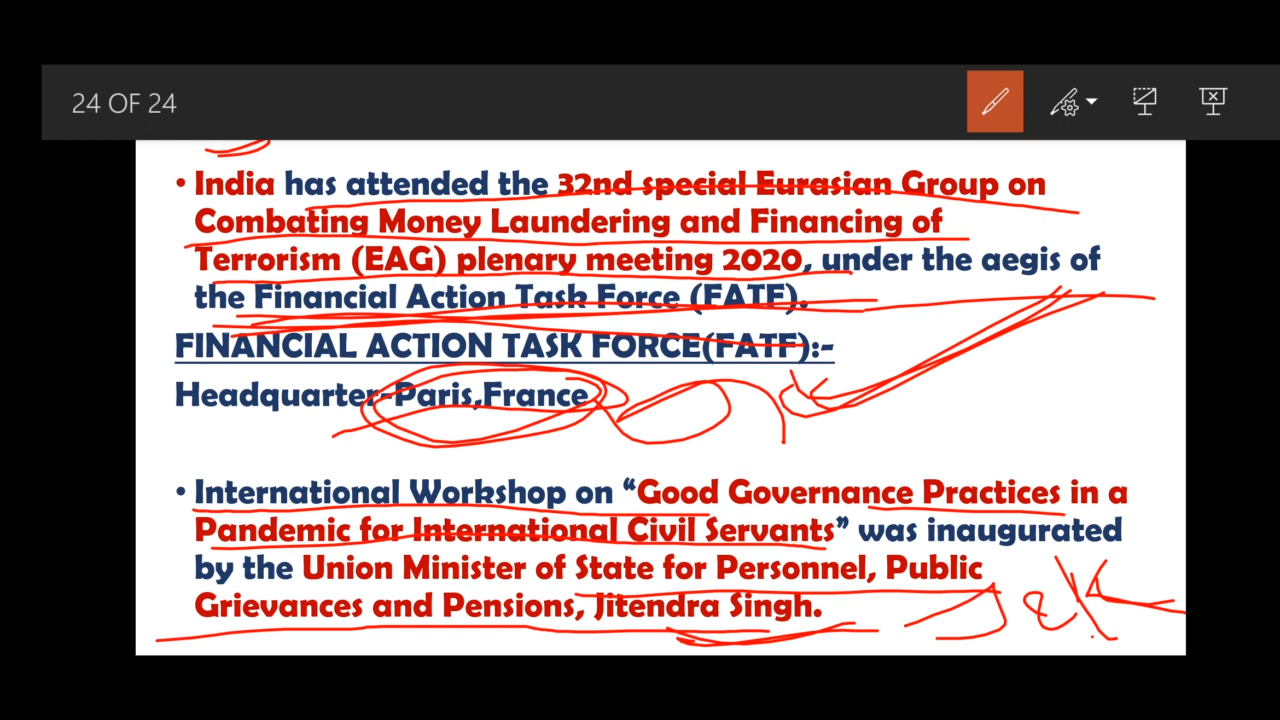 24 OF 24
• India has attended the 32nd special Eurasian Group on
Combating Money Laundering and Financing of
Terrorism (EAG) plenary meeting 2020, under the aegis of
the Financial Action Task Force (FATF).
FINANCIAL ACTION TASK FORCE(FATF):-
Headquarter-Paris,France
• International Workshop on “Good Governance Practices in a
Pandemic for International Civil Servants” was inaugurated
by the Union Minister of State for Personnel, Public
Grievances and Pensions, Jitendra Singh.
J&K